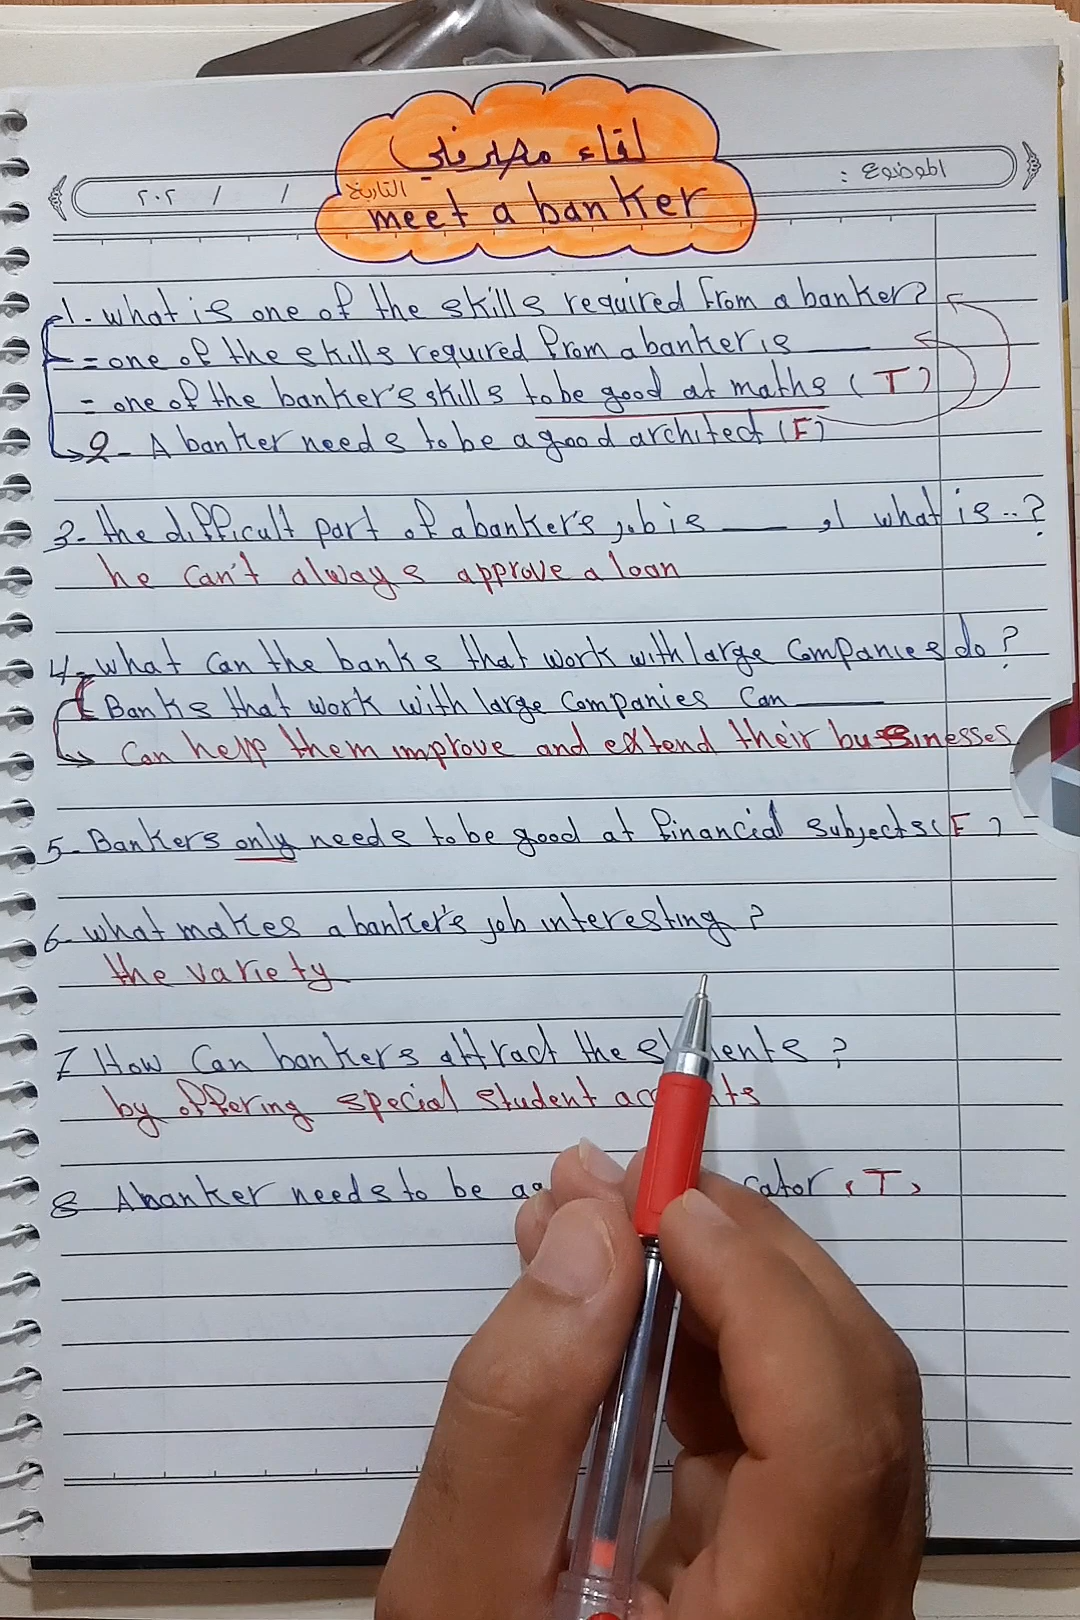 لقاء مصرفي
الموضوع :
التاريخ / / ٢٠٢
meet a banker
1- what is one of the skills required from a banker?
= one of the skills required from a banker is ___
= one of the banker's skills to be good at maths (T)
2- A banker needs to be a good architect (F)
3- the difficult part of a banker's job is ___ او what is ..?
he can't always approve a loan
4- what can the banks that work with large companies do?
Banks that work with large companies can ___
can help them improve and extend their bussinesses
5- Bankers only needs to be good at financial subjects (F)
6- what makes a banker's job interesting?
the variety
7 How can bankers attract the ?
by offering special student
8 A banker needs to be a (T)